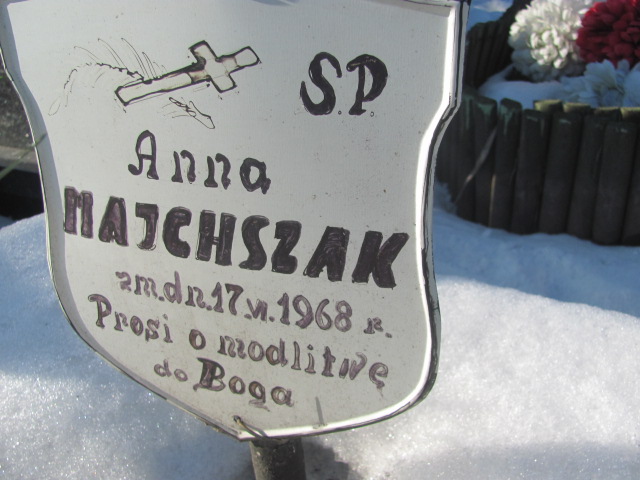 S.P.
Anna
MAJCHSZAK
zm.dn.17.VI.1968 r.
Prosi o modlitwę
do Boga